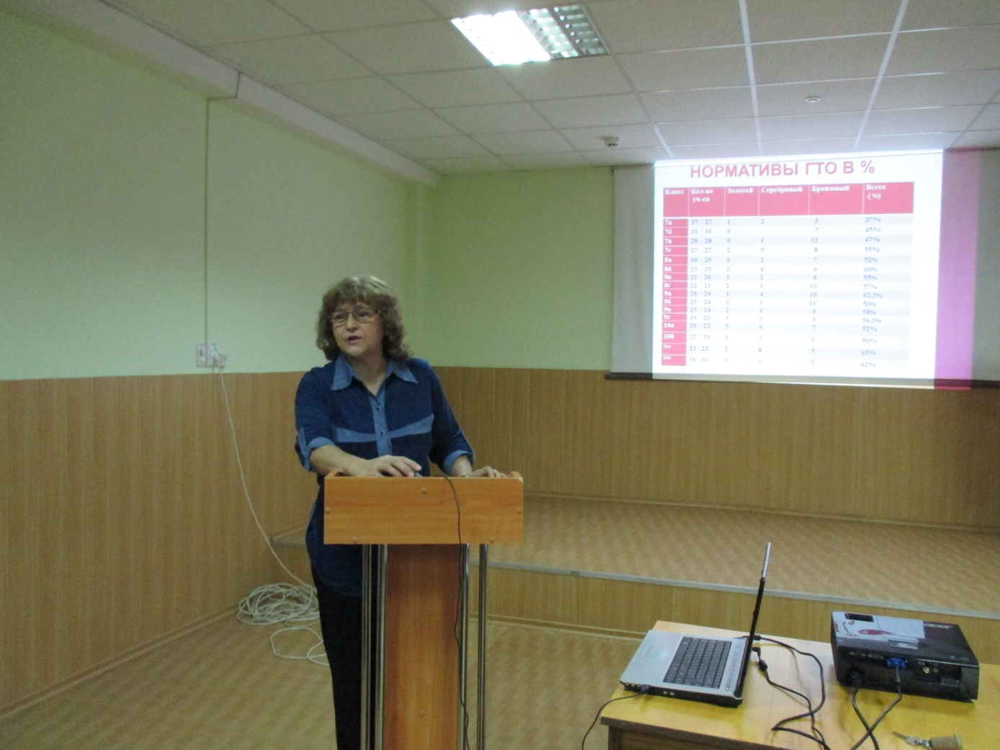 НОРМАТИВЫ ГТО В %
Класс Кол-во уч-ся Золотой Серебряный Бронзовый Всего (%)
7а 27 - 27 1 2 3 37%
7б 31 - 31 0 7 45%
7в 28 - 28 0 1 12 47%
7г 27 - 27 2 5 8 55%
8а 30 - 25 4 2 7 52%
8б 25 - 25 2 4 9 60%
8в 21 - 20 1 2 8 55%
8г 22 - 21 2 1 10 57%
9а 28 - 24 1 4 10 62,5%
9б 25 - 24 0 1 11 50%
9в 25 - 24 2 4 8 58%
9г 26 23 1 3 9 56,5%
10а 26 - 22 2 4 7 52%
10б 22 20 1 3 6 50%
11а 23 - 23 2 8 5 65%
11б 16 - 16 4 3 5 62%